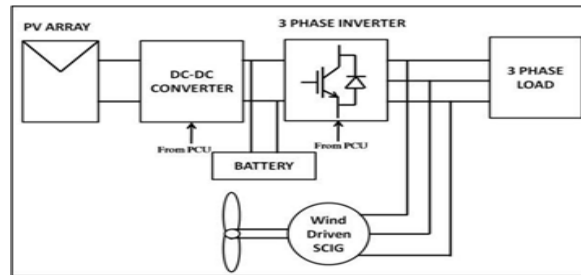 PV ARRAY
3 PHASE INVERTER
DC-DC
CONVERTER
3 PHASE
LOAD
From PCU
From PCU
BATTERY
Wind
Driven
SCIG